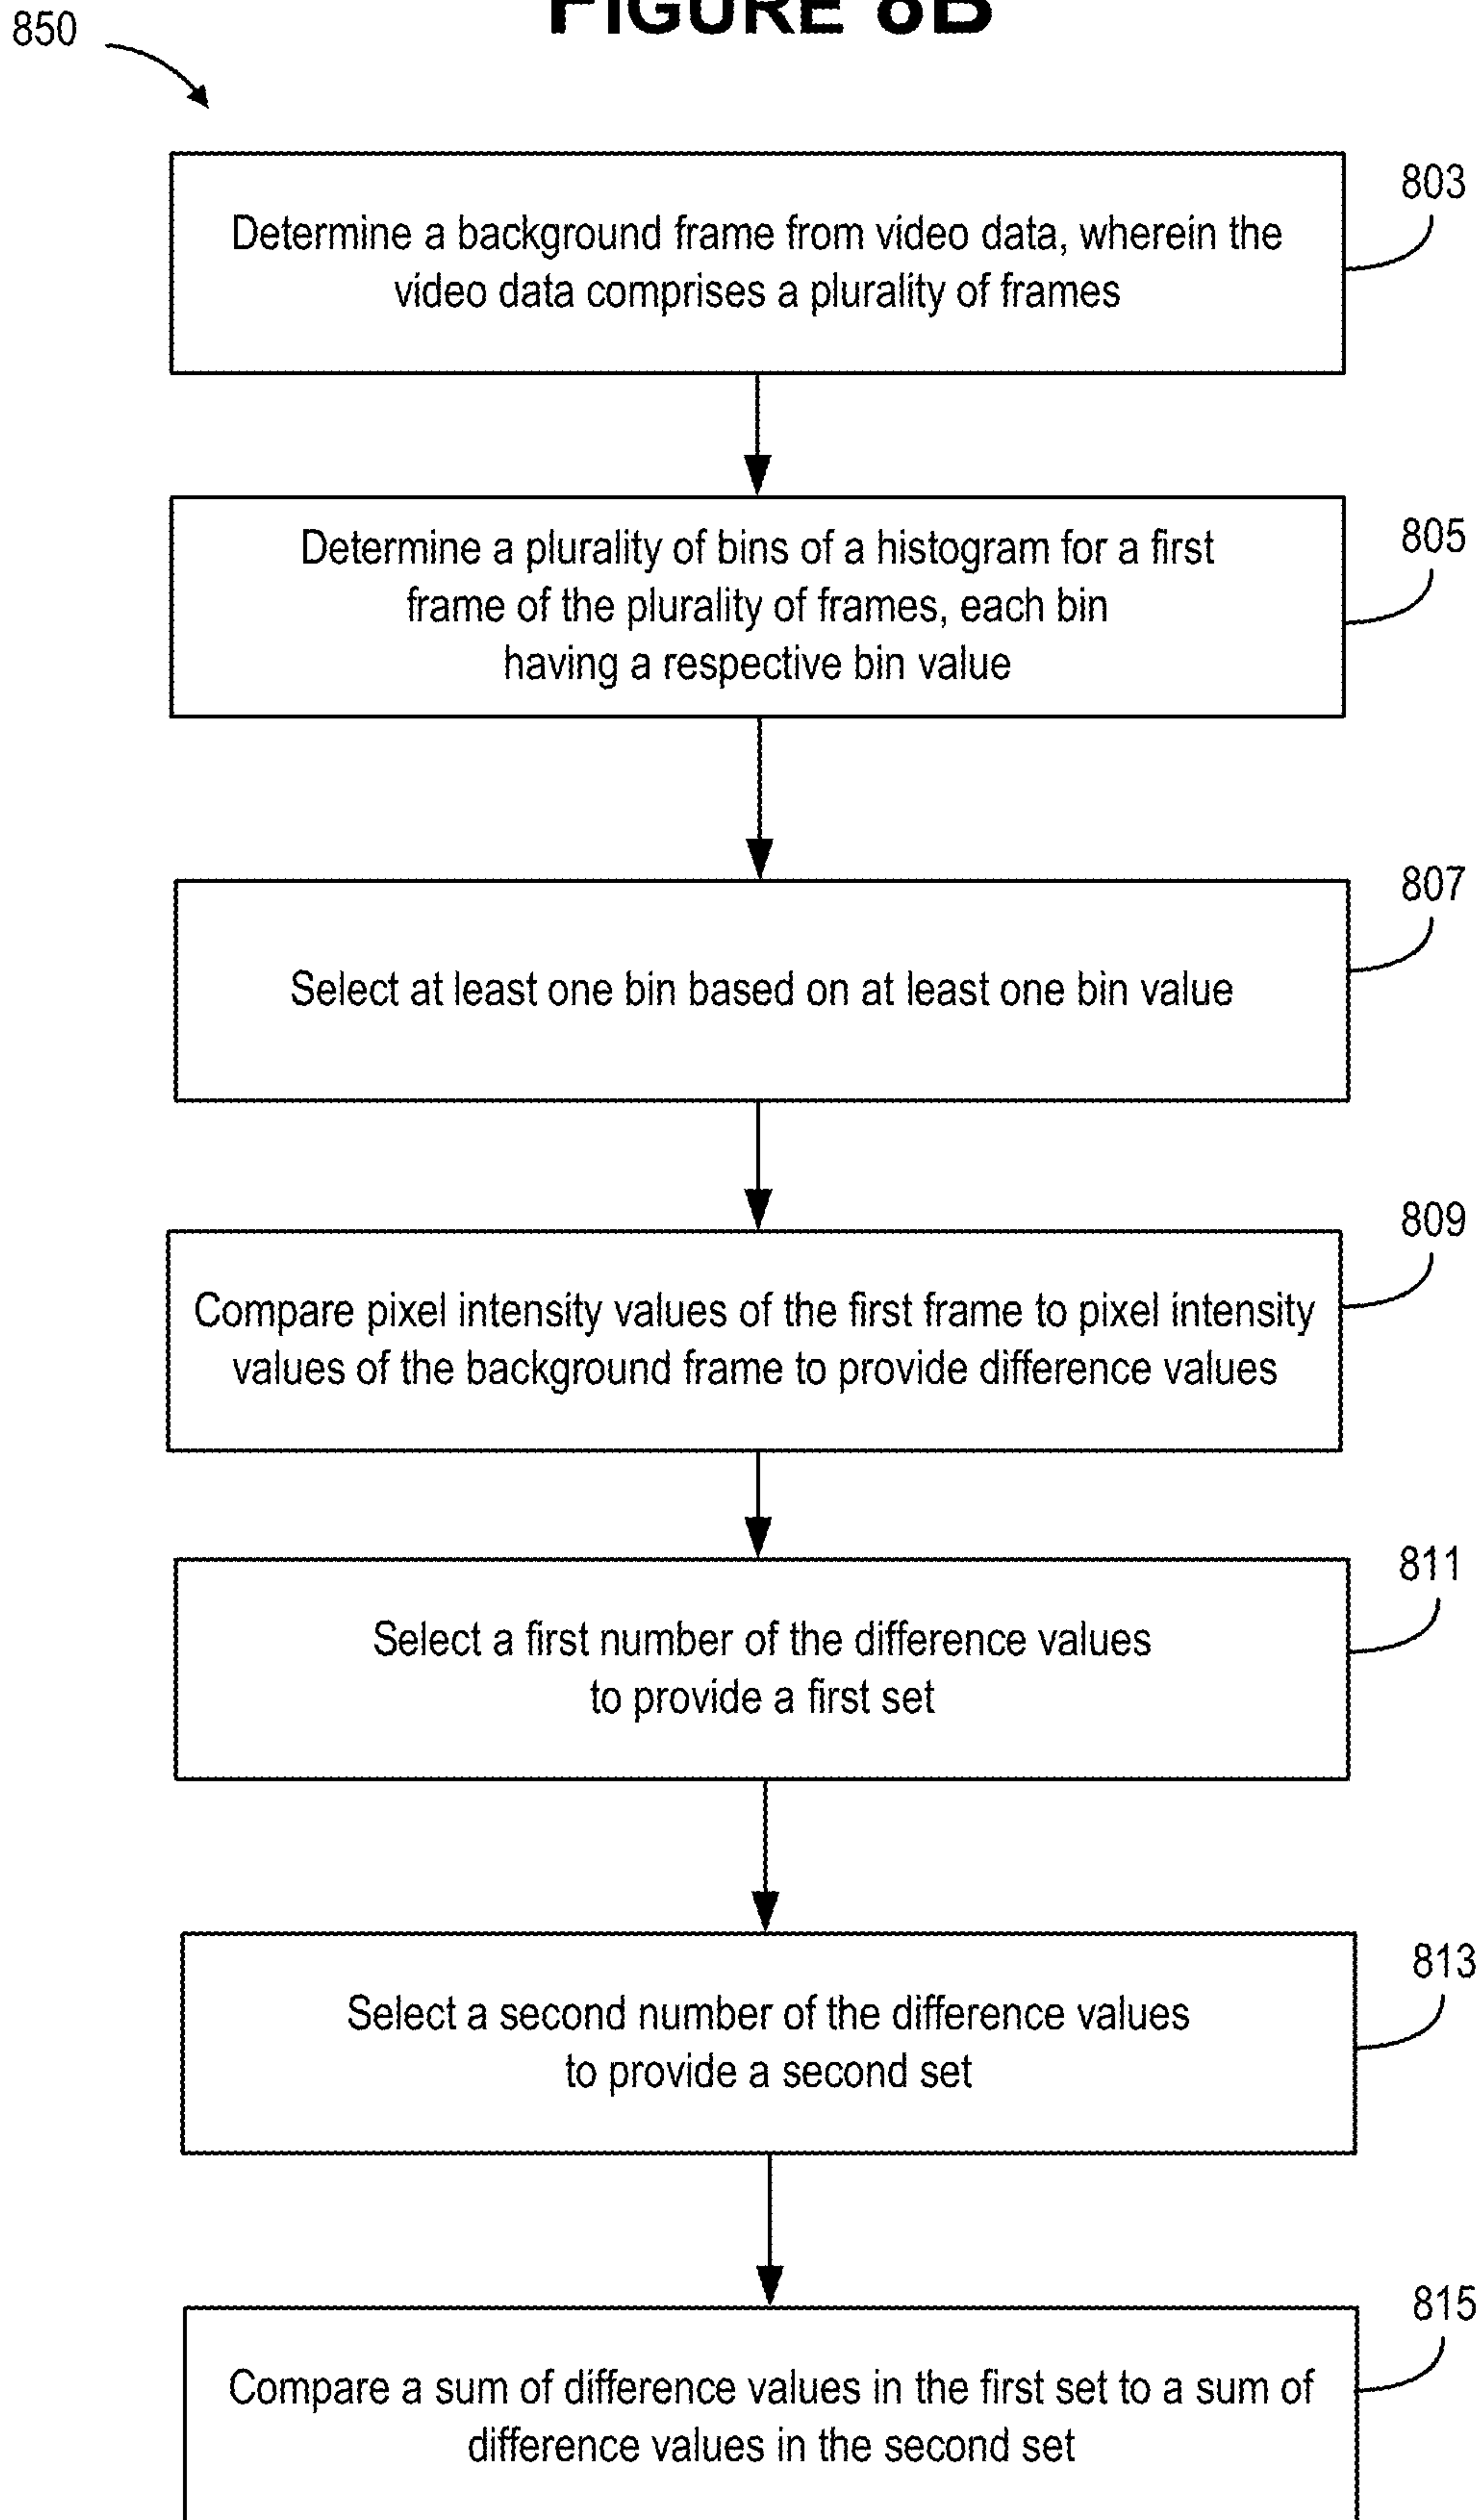 FIGURE 8B
850
803
Determine a background frame from video data, wherein the
video data comprises a plurality of frames
805
Determine a plurality of bins of a histogram for a first
frame of the plurality of frames, each bin
having a respective bin value
807
Select at least one bin based on at least one bin value
809
Compare pixel intensity values of the first frame to pixel intensity
values of the background frame to provide difference values
811
Select a first number of the difference values
to provide a first set
813
Select a second number of the difference values
to provide a second set
815
Compare a sum of difference values in the first set to a sum of
difference values in the second set